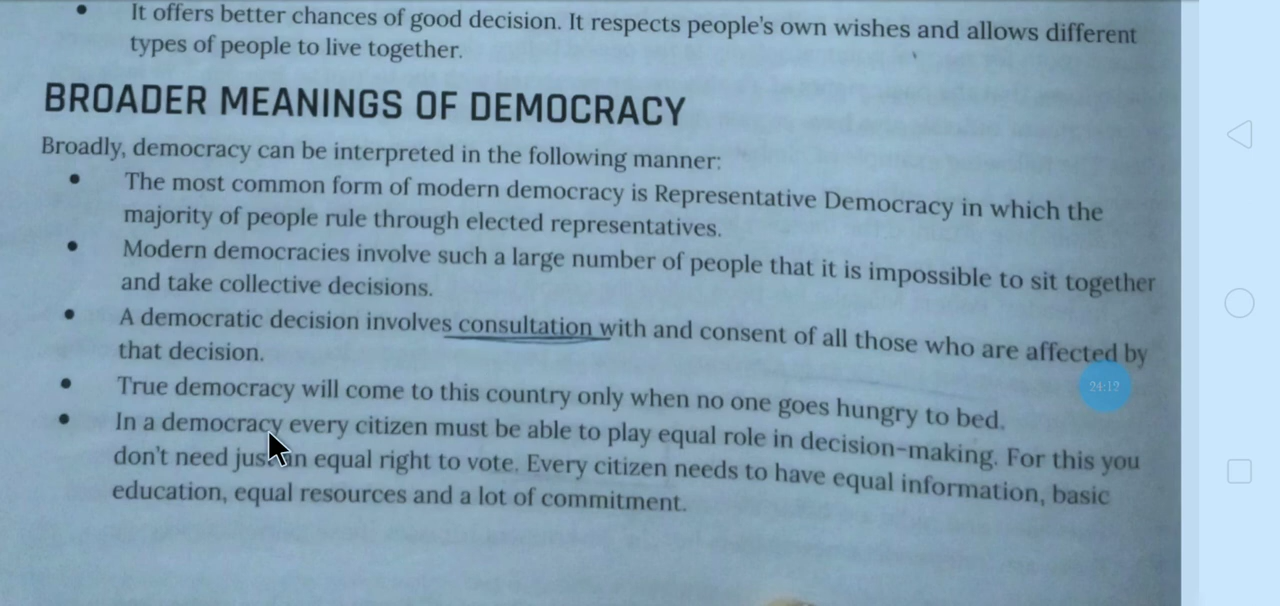 • It offers better chances of good decision. It respects people's own wishes and allows different
types of people to live together.
BROADER MEANINGS OF DEMOCRACY
Broadly, democracy can be interpreted in the following manner:
• The most common form of modern democracy is Representative Democracy in which the
majority of people rule through elected representatives.
• Modern democracies involve such a large number of people that it is impossible to sit together
and take collective decisions.
• A democratic decision involves consultation with and consent of all those who are affected by
that decision.
24:12
• True democracy will come to this country only when no one goes hungry to bed.
• In a democracy every citizen must be able to play equal role in decision-making. For this you
don't need just in equal right to vote. Every citizen needs to have equal information, basic
education, equal resources and a lot of commitment.